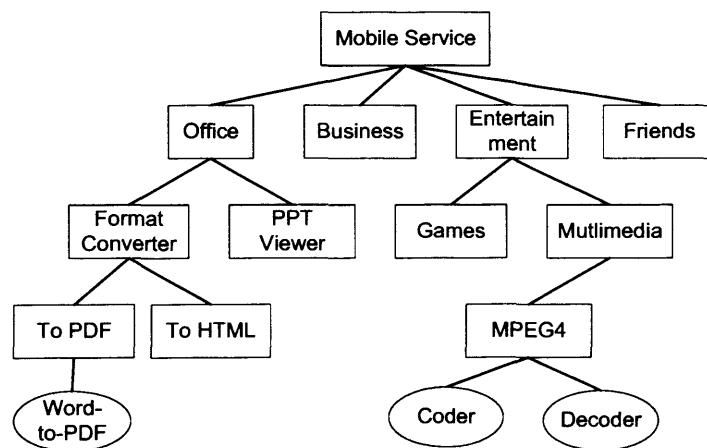 Mobile Service
Office
Business
Entertain
ment
Friends
Format
Converter
PPT
Viewer
Games
Mutlimedia
To PDF
To HTML
MPEG4
Word-
to-PDF
Coder
Decoder